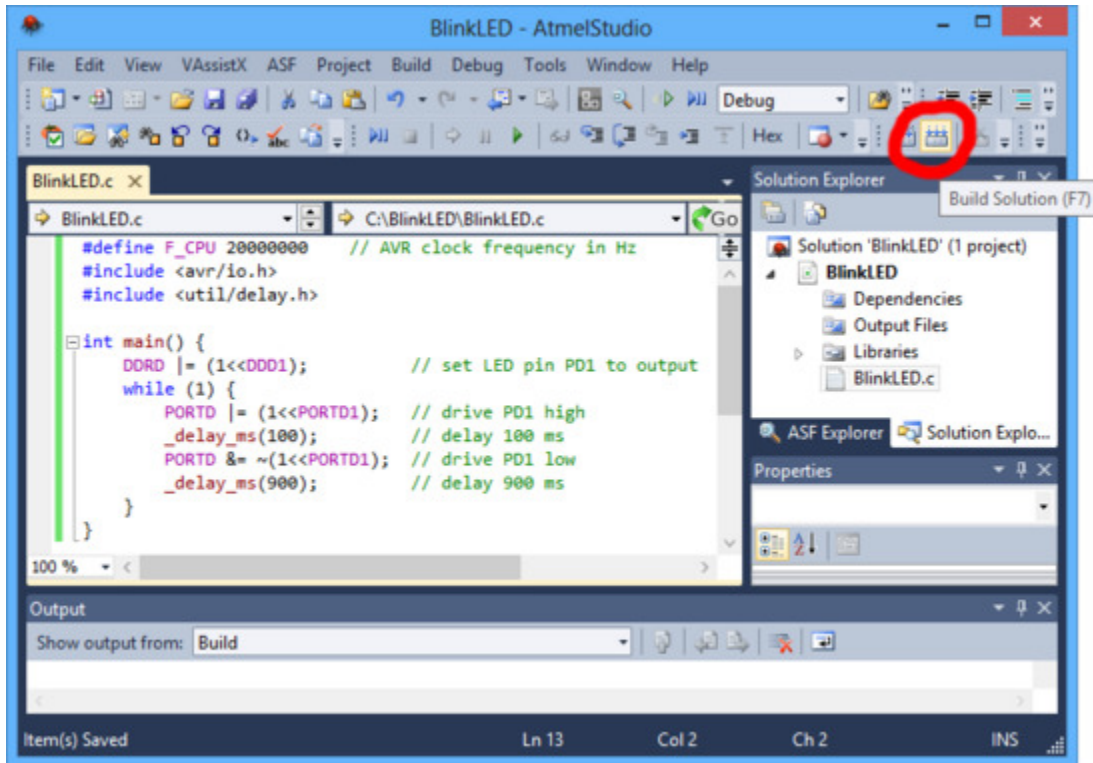 BlinkLED - AtmelStudio
File Edit View VAssistX ASF Project Build Debug Tools Window Help
Debug
abc Hex
BlinkLED.c
Solution Explorer
Build Solution (F7)
BlinkLED.c C:\BlinkLED\BlinkLED.c Go
#define F_CPU 20000000 // AVR clock frequency in Hz
#include <avr/io.h>
#include <util/delay.h>
int main() {
DDRD |= (1<<DDD1); // set LED pin PD1 to output
while (1) {
PORTD |= (1<<PORTD1); // drive PD1 high
_delay_ms(100); // delay 100 ms
PORTD &= ~(1<<PORTD1); // drive PD1 low
_delay_ms(900); // delay 900 ms
}
}
100 %
Solution 'BlinkLED' (1 project)
BlinkLED
Dependencies
Output Files
Libraries
BlinkLED.c
ASF Explorer Solution Explo...
Properties
Output
Show output from: Build
Item(s) Saved Ln 13 Col 2 Ch 2 INS